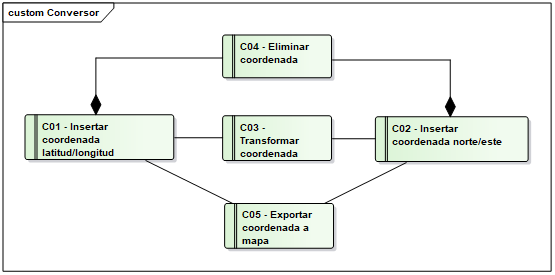 custom Conversor
C04 - Eliminar
coordenada
C01 - Insertar
coordenada
latitud/longitud
C03 -
Transformar
coordenada
C02 - Insertar
coordenada norte/este
C05 - Exportar
coordenada a
mapa